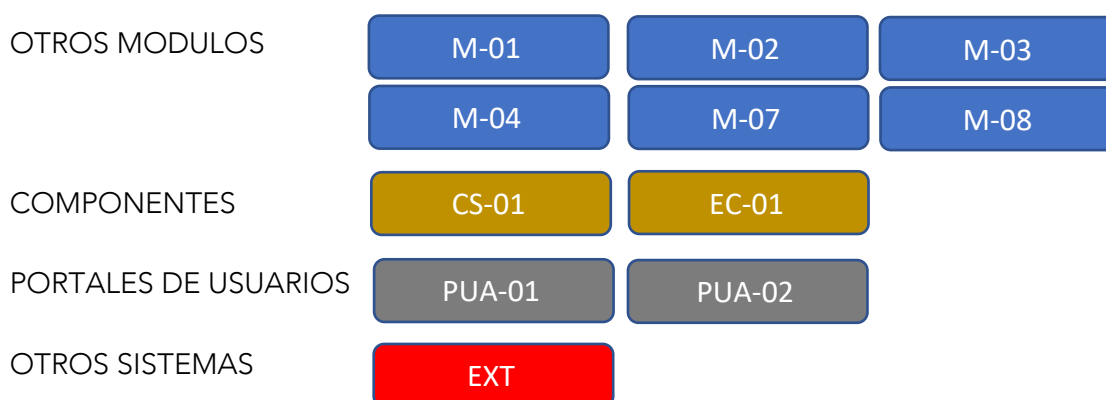 OTROS MODULOS M-01 M-02 M-03
M-04 M-07 M-08
COMPONENTES CS-01 EC-01
PORTALES DE USUARIOS PUA-01 PUA-02
OTROS SISTEMAS EXT